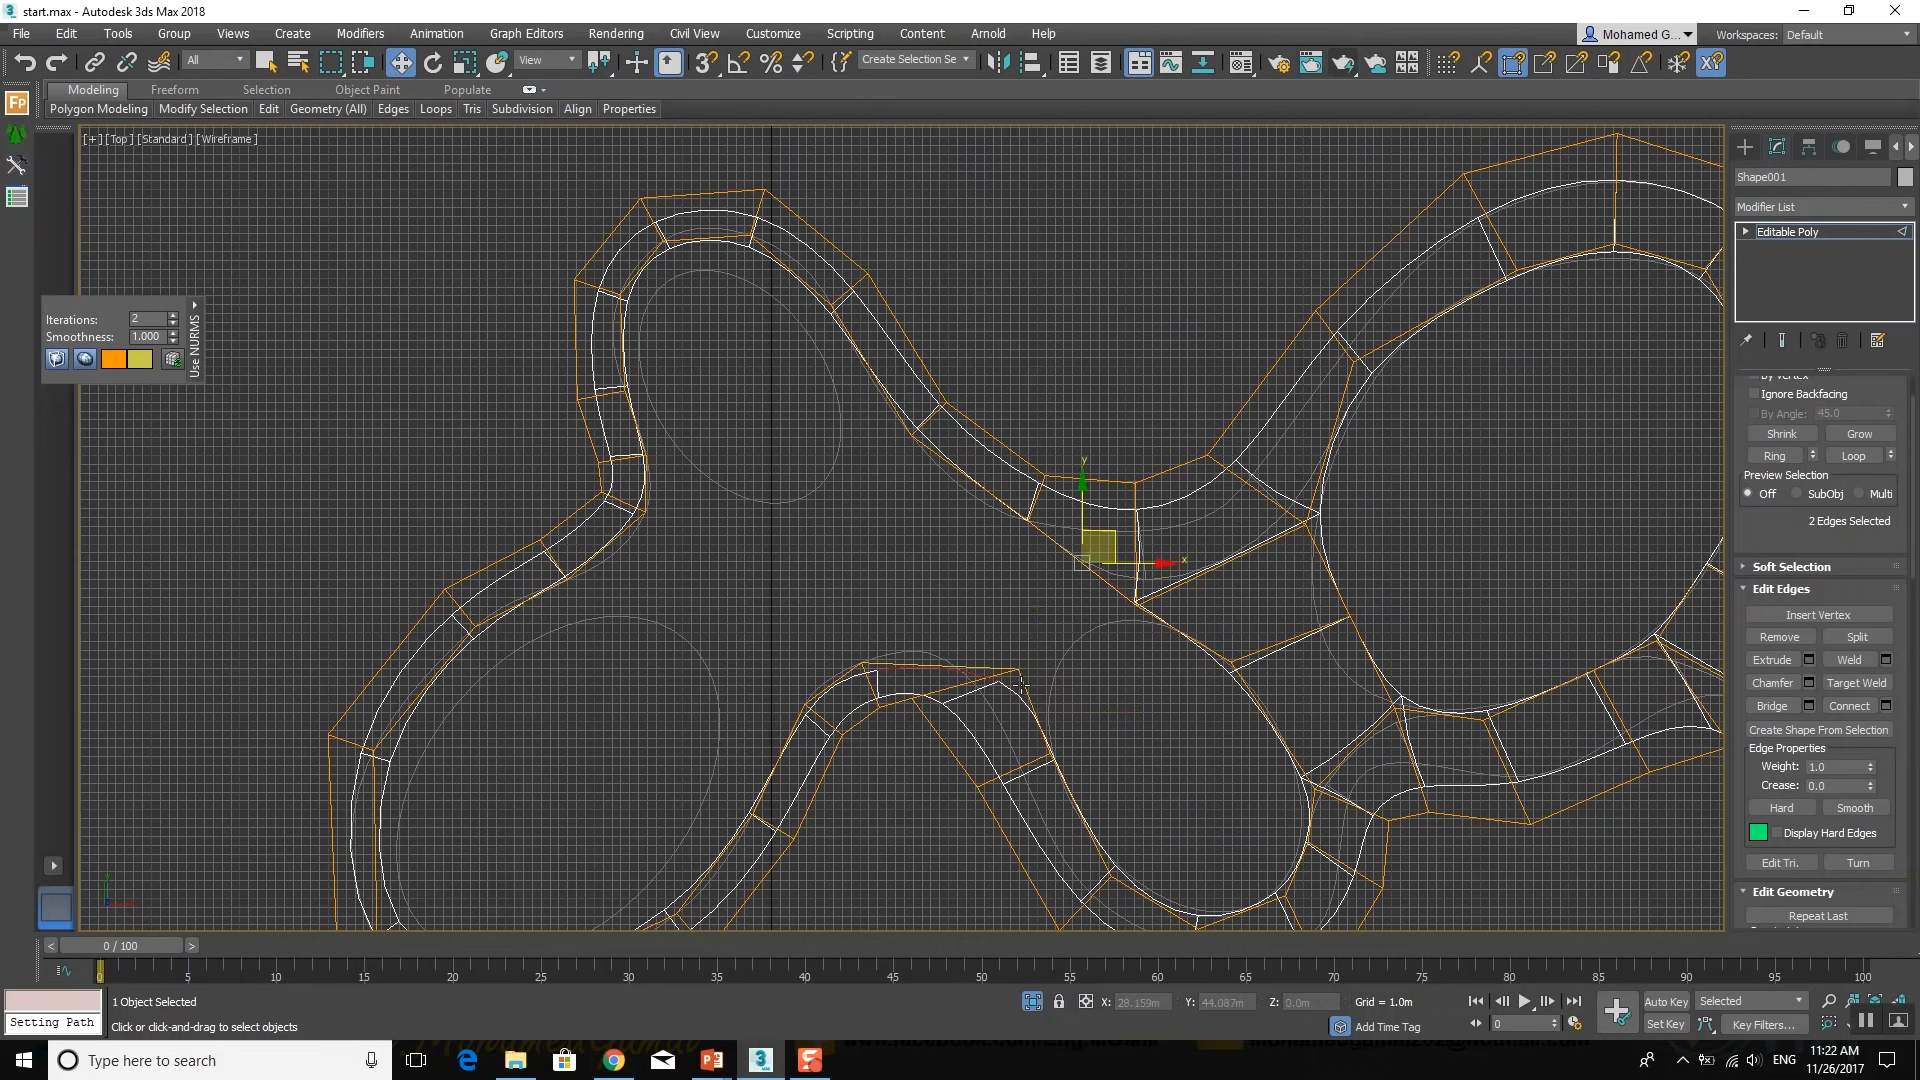 start.max - Autodesk 3ds Max 2018
File Edit Tools Group Views Create Modifiers Animation Graph Editors Rendering Civil View Customize Scripting Content Arnold Help
Mohamed G... Workspaces: Default
All View Create Selection Se
Modeling Freeform Selection Object Paint Populate
Polygon Modeling Modify Selection Edit Geometry (All) Edges Loops Tris Subdivision Align Properties
[+] [Top] [Standard] [Wireframe]
Iterations: 2
Smoothness: 1.000
Use NURMS
y
x
Shape001
Modifier List
Editable Poly
By Vertex
Ignore Backfacing
By Angle: 45.0
Shrink Grow
Ring Loop
Preview Selection
Off SubObj Multi
2 Edges Selected
Soft Selection
Edit Edges
Insert Vertex
Remove Split
Extrude Weld
Chamfer Target Weld
Bridge Connect
Create Shape From Selection
Edge Properties
Weight: 1.0
Crease: 0.0
Hard Smooth
Display Hard Edges
Edit Tri. Turn
Edit Geometry
Repeat Last
0 / 100
0 5 10 15 20 25 30 35 40 45 50 55 60 65 70 75 80 85 90 95 100
1 Object Selected X: 28.159m Y: 44.087m Z: 0.0m Grid = 1.0m Auto Key Selected
Setting Path Click or click-and-drag to select objects Add Time Tag 0 Set Key Key Filters...
Type here to search
ENG 11:22 AM
11/26/2017